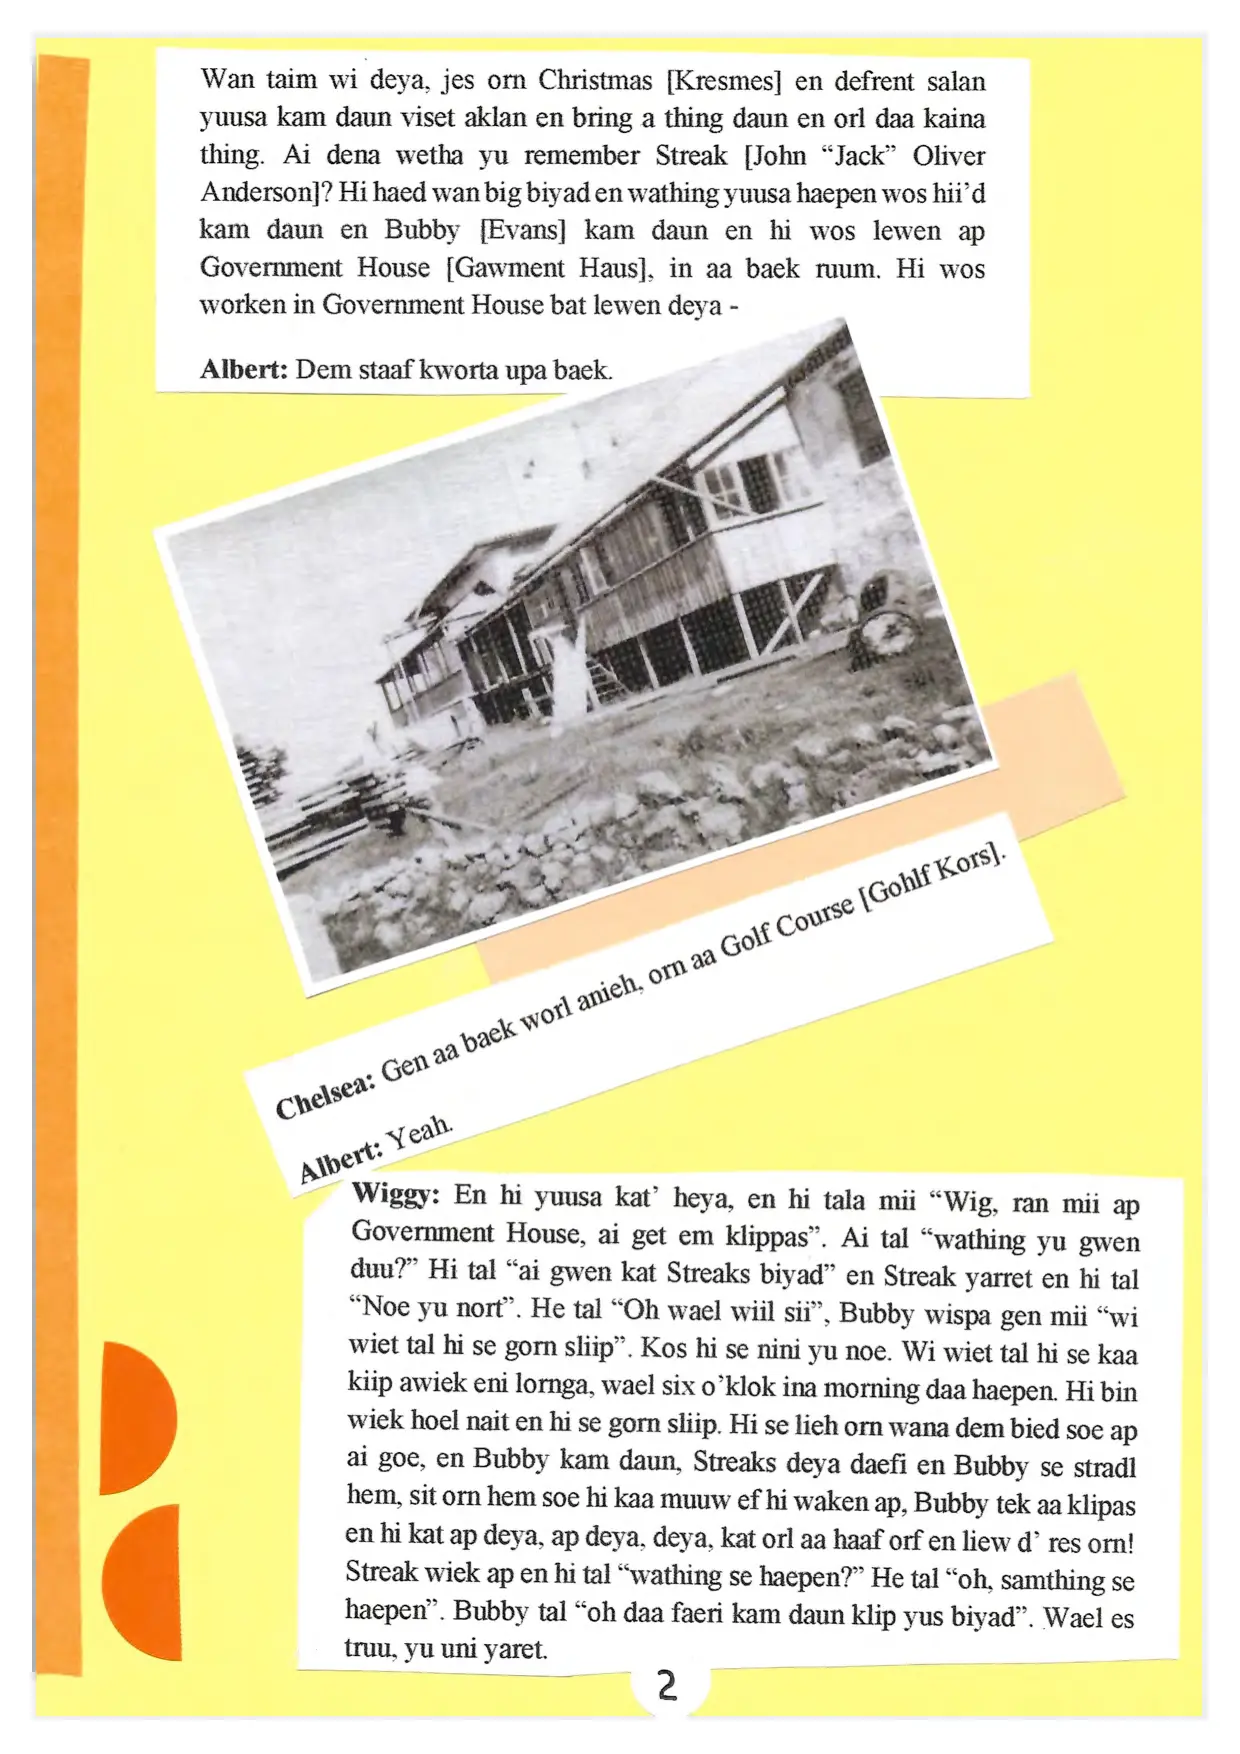 Wan taim wi deya, jes orn Christmas [Kresmes] en defrent salan
yuusa kam daun viset aklan en bring a thing daun en orl daa kaina
thing. Ai dena wetha yu remember Streak [John “Jack” Oliver
Anderson]? Hi haed wan big biyad en wathing yuusa haepen wos hii’d
kam daun en Bubby [Evans] kam daun en hi wos lewen ap
Government House [Gawment Haus], in aa baek ruum. Hi wos
worken in Government House bat lewen deya -
Albert: Dem staaf kworta upa baek.
Chelsea: Gen aa baek worl anieh, orn aa Golf Course [Gohlf Kors].
Albert: Yeah.
Wiggy: En hi yuusa kat’ heya, en hi tala mii “Wig, ran mii ap
Government House, ai get em klippas”. Ai tal “wathing yu gwen
duu?” Hi tal “ai gwen kat Streaks biyad” en Streak yarret en hi tal
“Noe yu nort”. He tal “Oh wael wiil sii”, Bubby wispa gen mii “wi
wiet tal hi se gorn sliip”. Kos hi se nini yu noe. Wi wiet tal hi se kaa
kiip awiek eni lornga, wael six o’klok ina morning daa haepen. Hi bin
wiek hoel nait en hi se gorn sliip. Hi se lieh orn wana dem bied soe ap
ai goe, en Bubby kam daun, Streaks deya daefi en Bubby se stradl
hem, sit orn hem soe hi kaa muuw ef hi waken ap, Bubby tek aa klipas
en hi kat ap deya, ap deya, deya, kat orl aa haaf orf en liew d’ res orn!
Streak wiek ap en hi tal “wathing se haepen?” He tal “oh, samthing se
haepen”. Bubby tal “oh daa faeri kam daun klip yus biyad”. Wael es
truu, yu uni yaret.
2